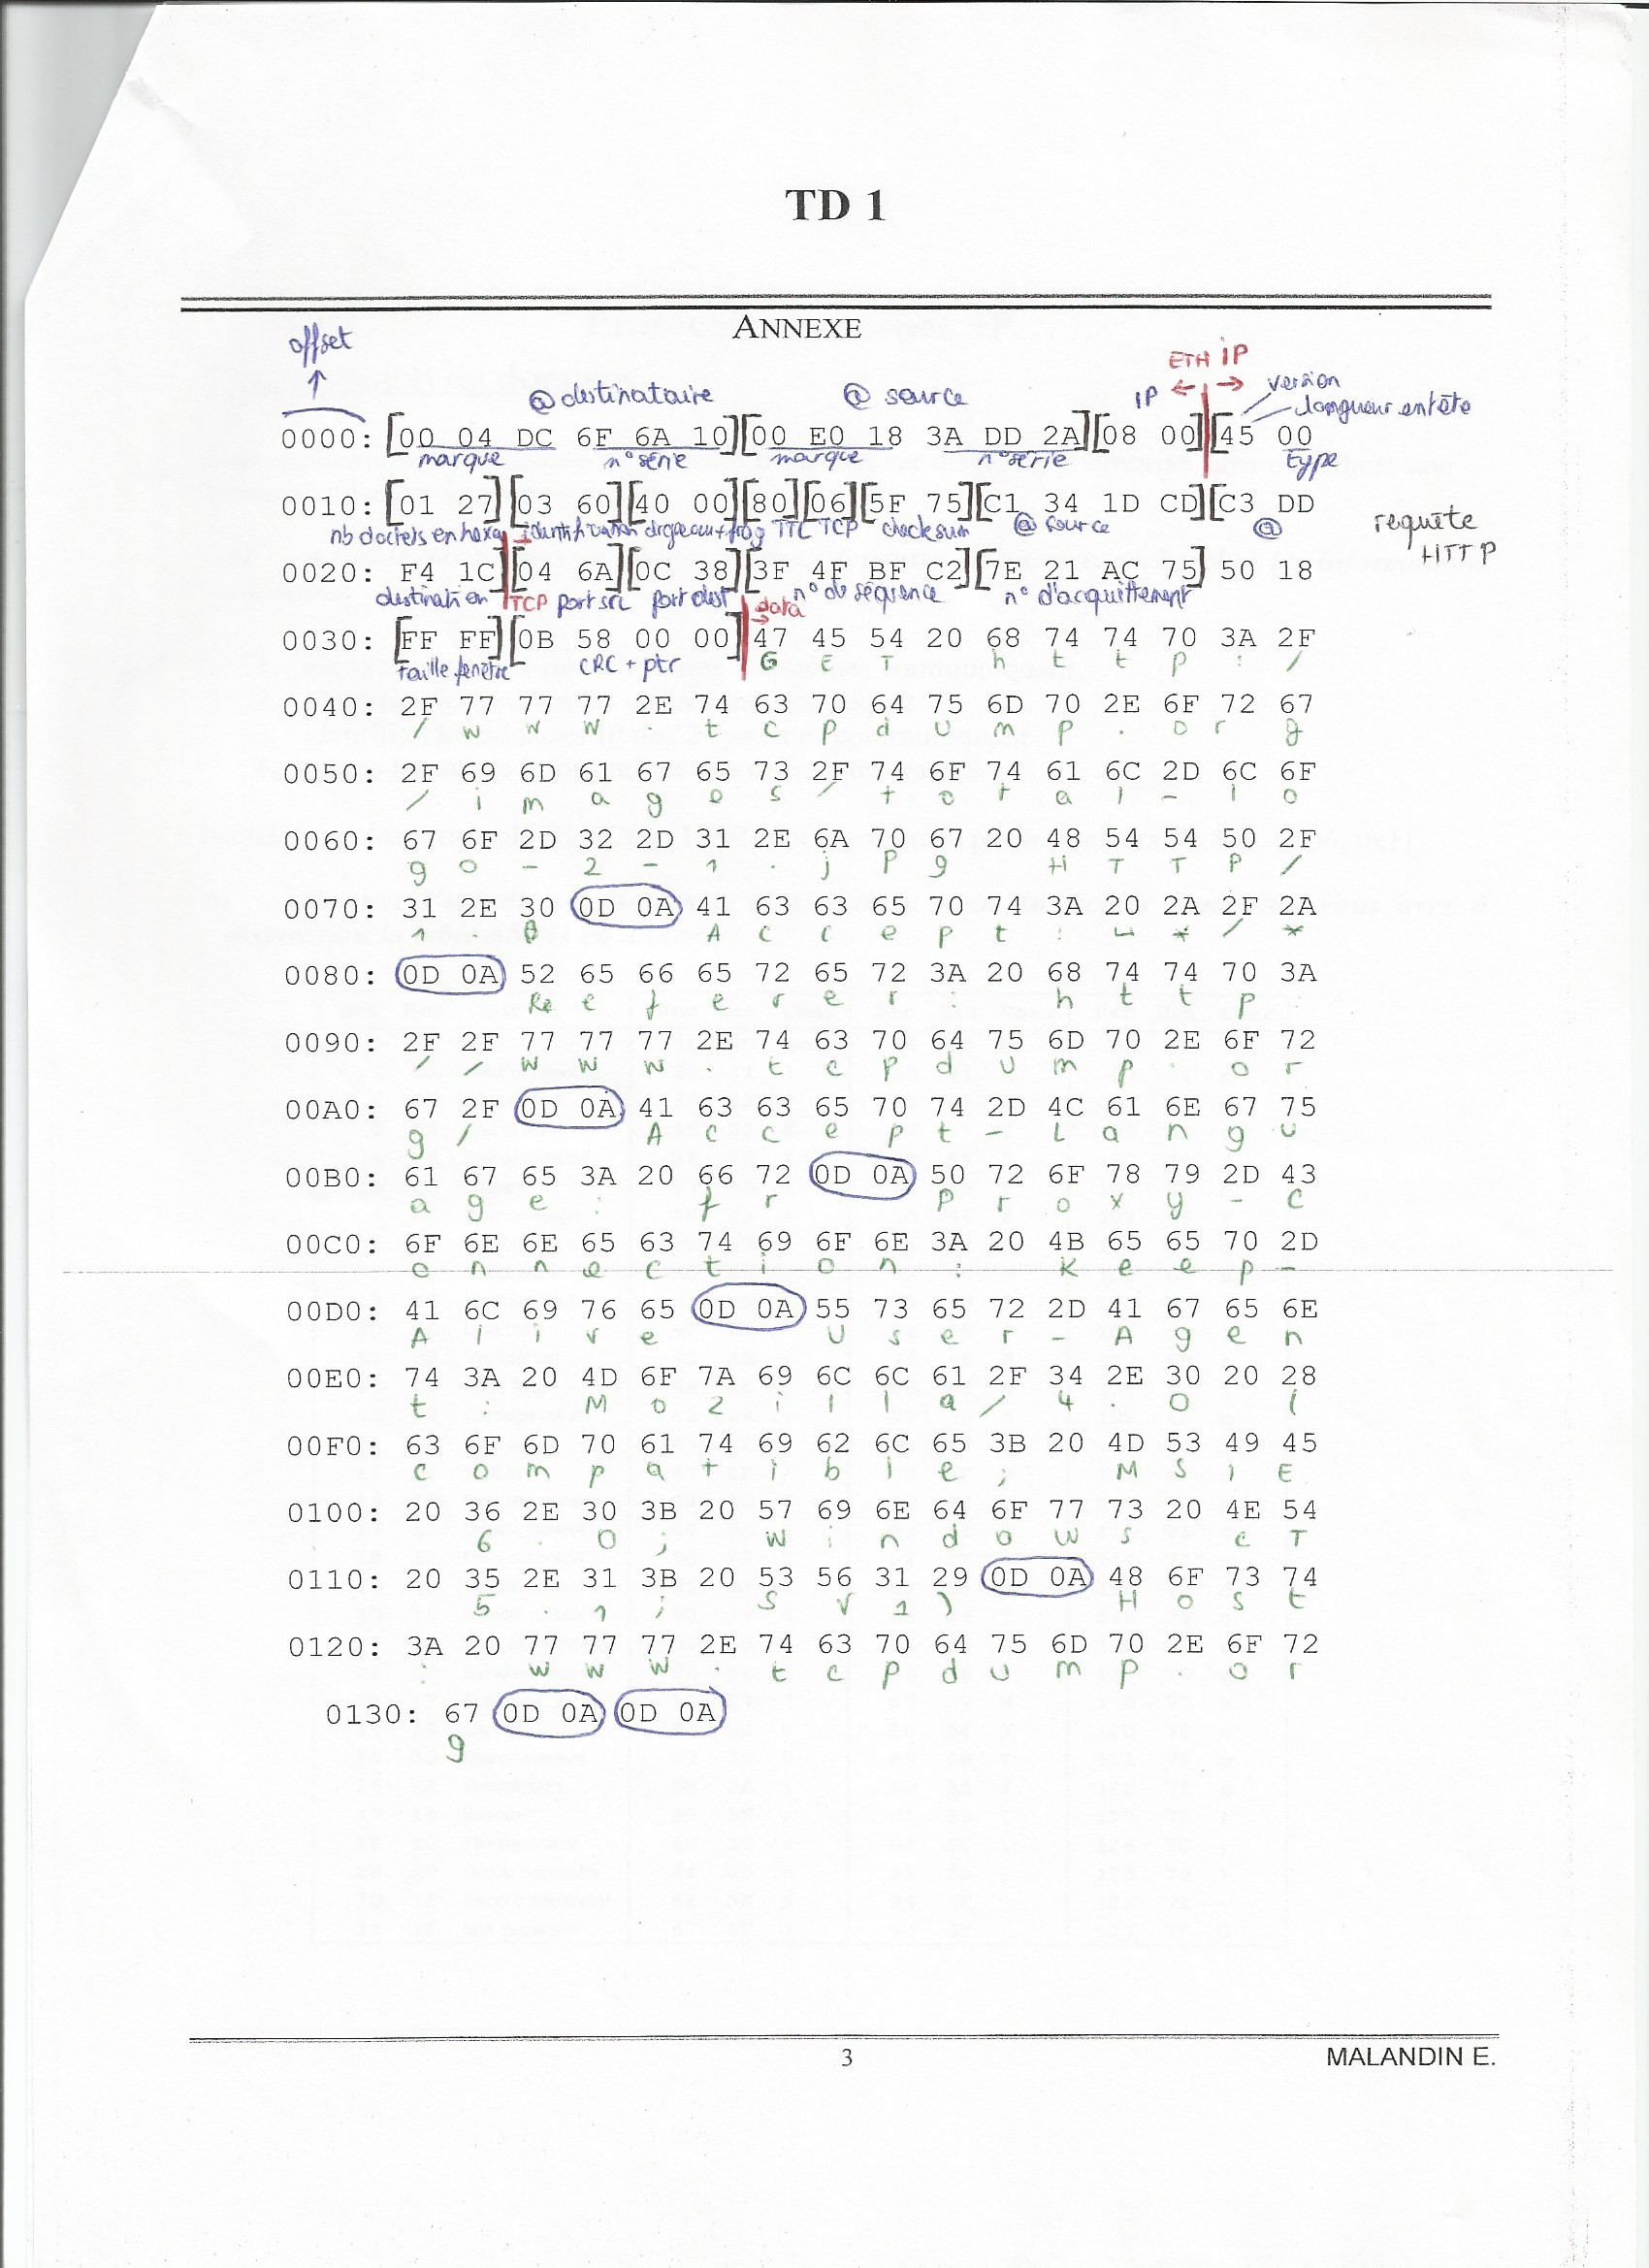 TD 1
ANNEXE
offset
ETH IP
@ destinataire @ source IP ← → version
longueur entête
0000: [00 04 DC 6F 6A 10][00 E0 18 3A DD 2A][08 00][45 00
marque n° série marque n° série type
0010: [01 27][03 60][40 00][80][06][5F 75][C1 34 1D CD][C3 DD
nb d'octets en hexa identification drapeau+frag TTL TCP checksum @ source @
requête
HTTP
0020: F4 1C][04 6A][0C 38][3F 4F BF C2][7E 21 AC 75] 50 18
destination TCP port src port dest data n° de séquence n° d'acquittement
0030: [FF FF][0B 58 00 00] 47 45 54 20 68 74 74 70 3A 2F
taille fenêtre CRC + ptr G E T h t t p : /
0040: 2F 77 77 77 2E 74 63 70 64 75 6D 70 2E 6F 72 67
/ w w w . t c p d u m p . o r g
0050: 2F 69 6D 61 67 65 73 2F 74 6F 74 61 6C 2D 6C 6F
/ i m a g e s / t o t a l - l o
0060: 67 6F 2D 32 2D 31 2E 6A 70 67 20 48 54 54 50 2F
g o - 2 - 1 . j p g H T T P /
0070: 31 2E 30 0D 0A 41 63 63 65 70 74 3A 20 2A 2F 2A
1 . 0 A c c e p t : ␣ * / *
0080: 0D 0A 52 65 66 65 72 65 72 3A 20 68 74 74 70 3A
R e f e r e r : h t t p :
0090: 2F 2F 77 77 77 2E 74 63 70 64 75 6D 70 2E 6F 72
/ / w w w . t c p d u m p . o r
00A0: 67 2F 0D 0A 41 63 63 65 70 74 2D 4C 61 6E 67 75
g / A c c e p t - L a n g u
00B0: 61 67 65 3A 20 66 72 0D 0A 50 72 6F 78 79 2D 43
a g e : f r P r o x y - C
00C0: 6F 6E 6E 65 63 74 69 6F 6E 3A 20 4B 65 65 70 2D
o n n e c t i o n : K e e p -
00D0: 41 6C 69 76 65 0D 0A 55 73 65 72 2D 41 67 65 6E
A l i v e U s e r - A g e n
00E0: 74 3A 20 4D 6F 7A 69 6C 6C 61 2F 34 2E 30 20 28
t : M o z i l l a / 4 . 0 (
00F0: 63 6F 6D 70 61 74 69 62 6C 65 3B 20 4D 53 49 45
c o m p a t i b l e ; M S I E
0100: 20 36 2E 30 3B 20 57 69 6E 64 6F 77 73 20 4E 54
6 . 0 ; W i n d o w s e T
0110: 20 35 2E 31 3B 20 53 56 31 29 0D 0A 48 6F 73 74
5 . 1 ; S V 1 ) H o s t
0120: 3A 20 77 77 77 2E 74 63 70 64 75 6D 70 2E 6F 72
: w w w . t c p d u m p . o r
0130: 67 0D 0A 0D 0A
g
3 MALANDIN E.